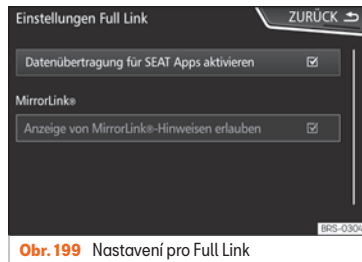 Einstellungen Full Link
ZURÜCK
Datenübertragung für SEAT Apps aktivieren
MirrorLink®
Anzeige von MirrorLink®-Hinweisen erlauben
BRS-0304
Obr. 199 Nastavení pro Full Link